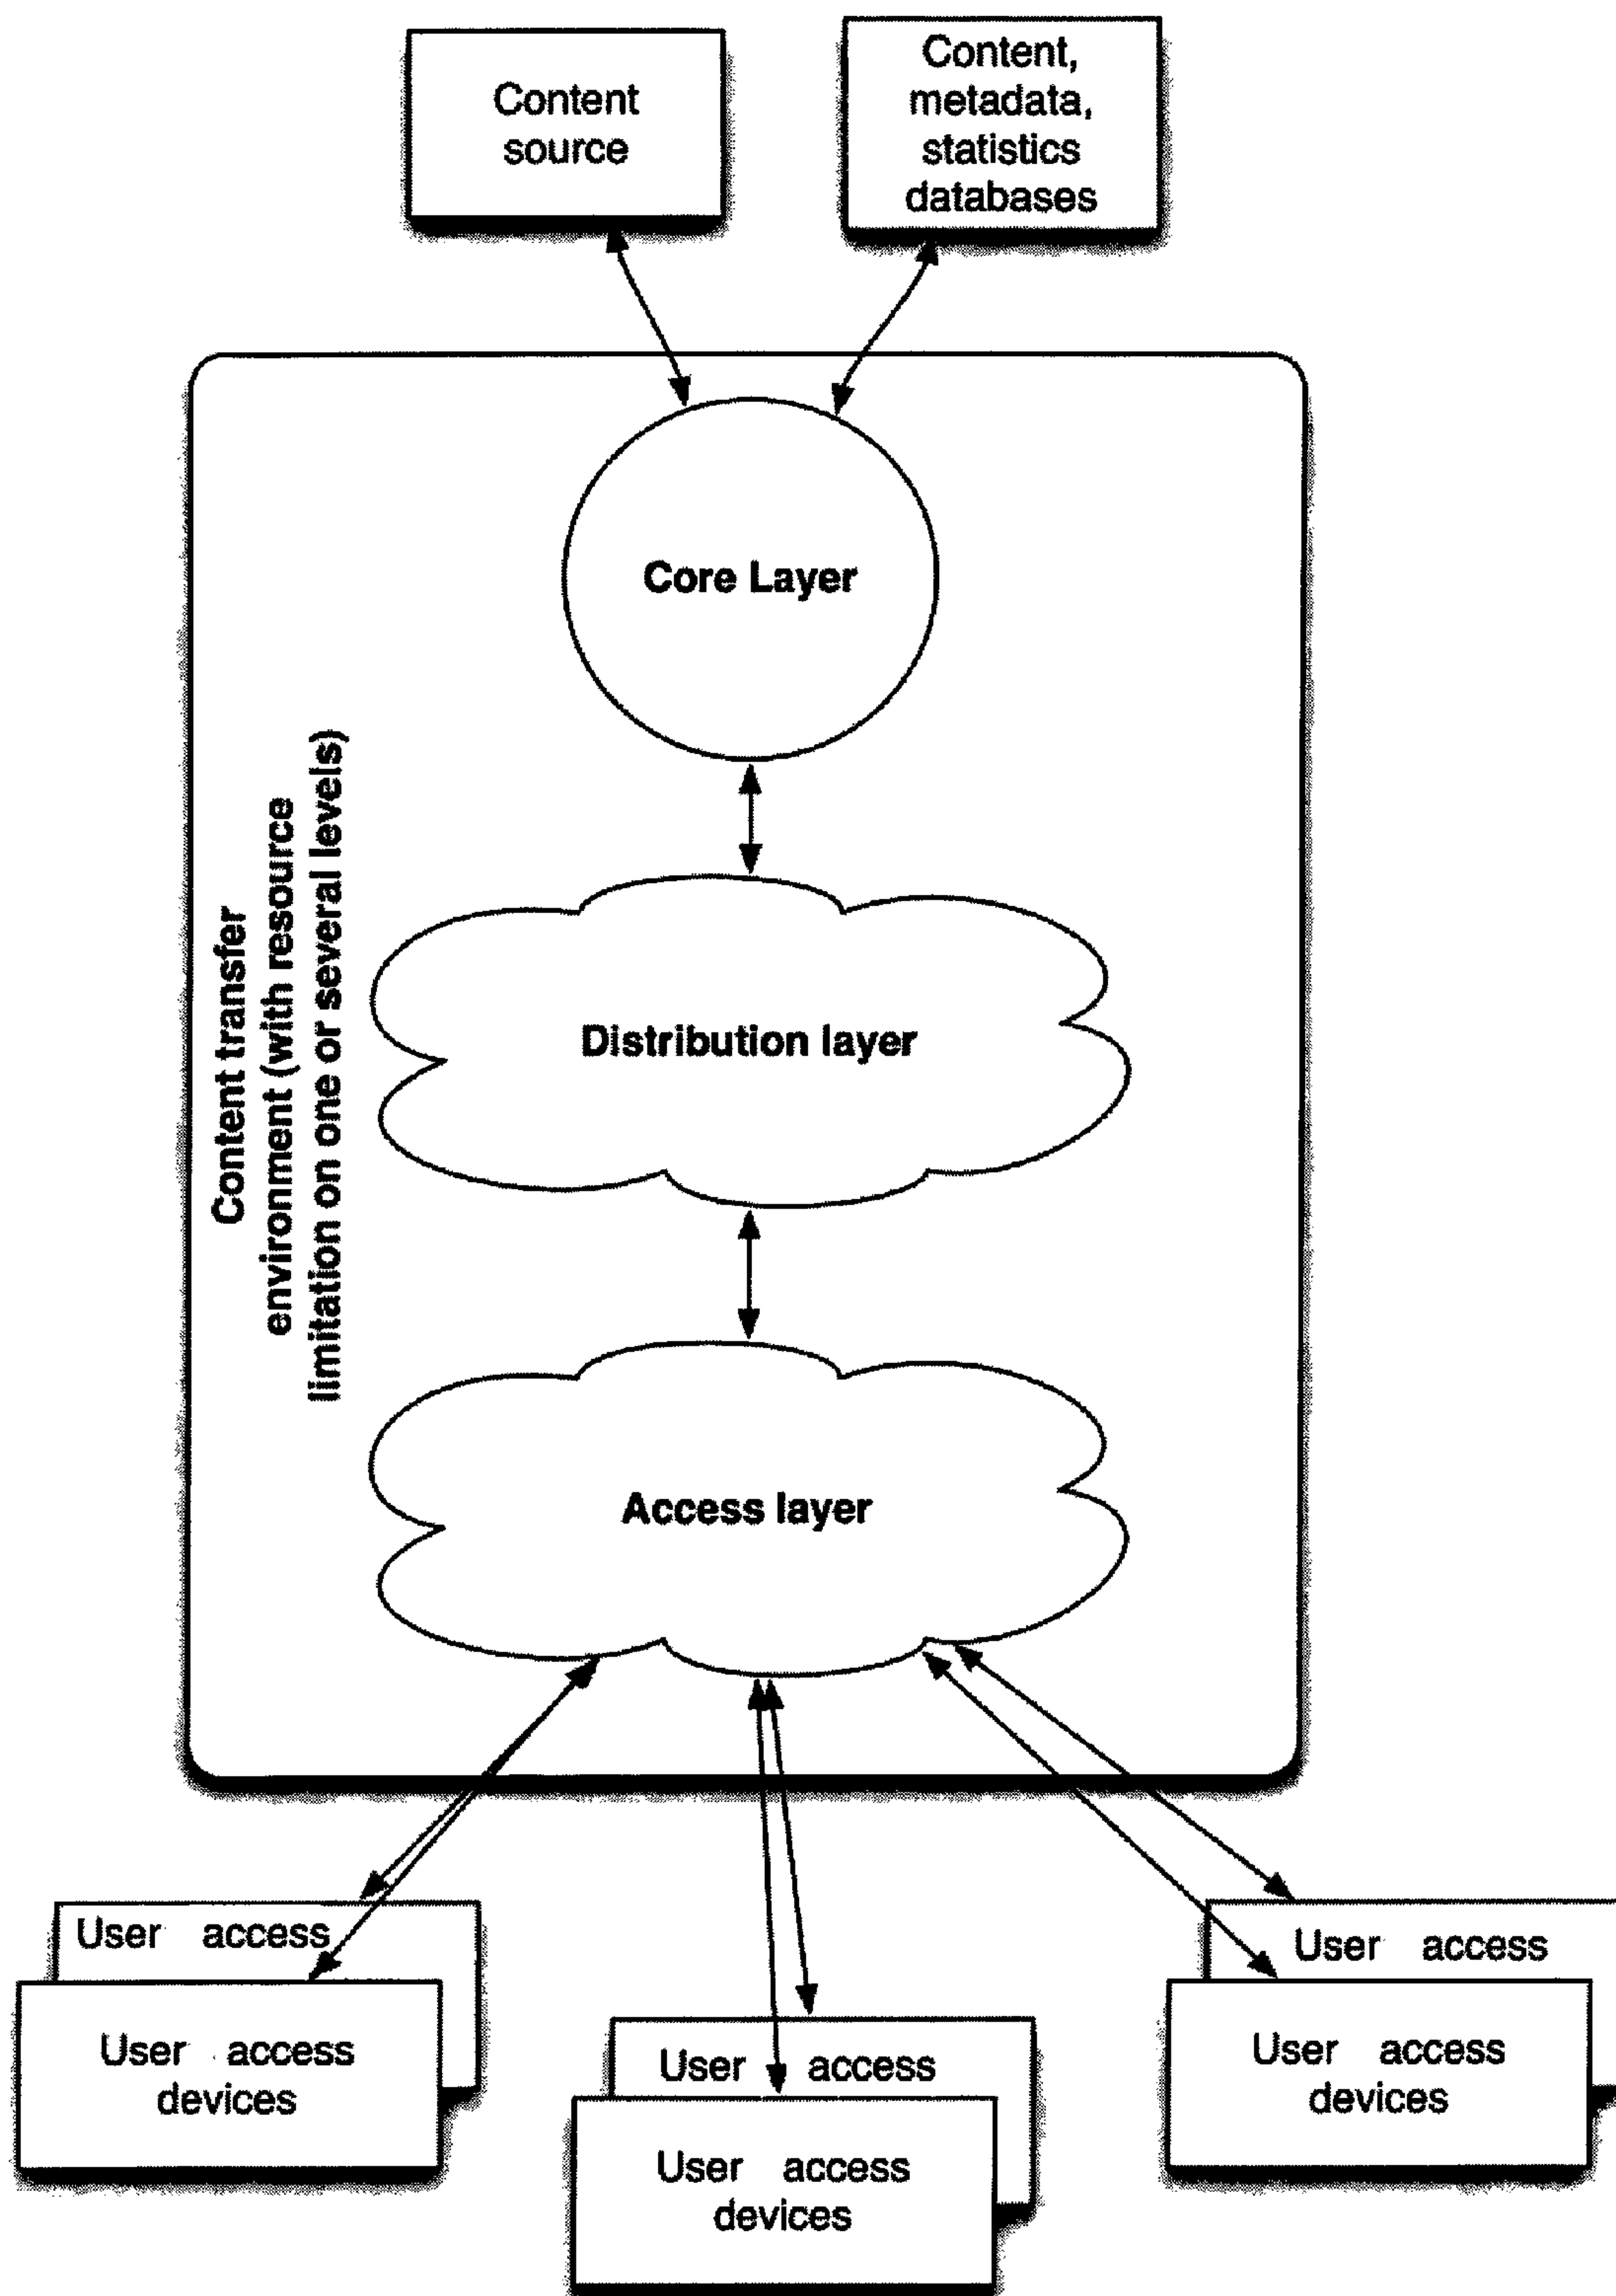 Content
source
Content,
metadata,
statistics
databases
Core Layer
Content transfer
environment (with resource
limitation on one or several levels)
Distribution layer
Access layer
User access
User access
devices
User access
User access
devices
User access
User access
devices